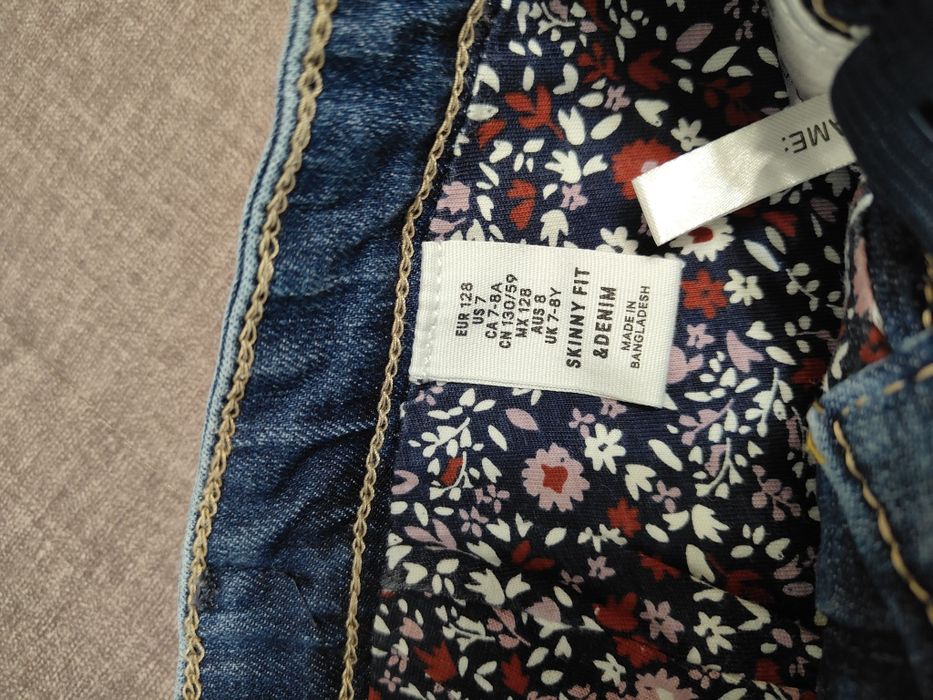 EUR 128
US 7
CA 7-8A
CN 130/59
MX 128
AUS 8
UK 7-8Y
SKINNY FIT
&DENIM
MADE IN
BANGLADESH
AME: